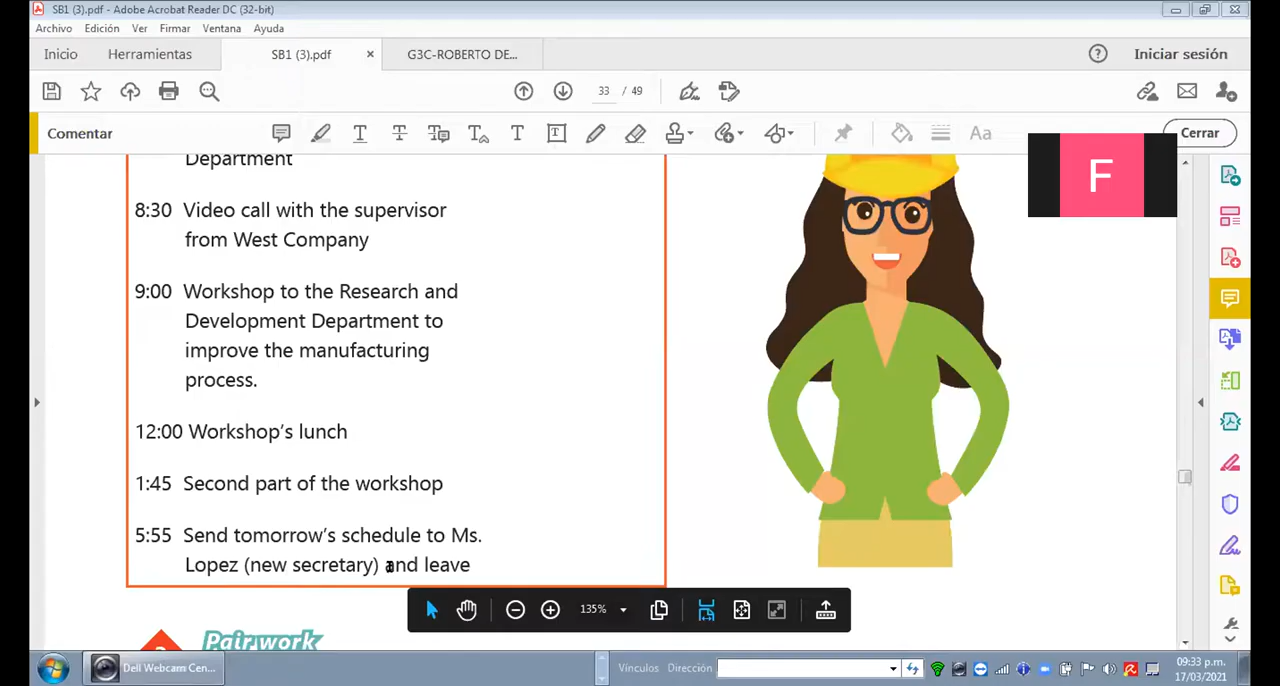 SB1 (3).pdf - Adobe Acrobat Reader DC (32-bit)
Archivo Edición Ver Firmar Ventana Ayuda
Inicio Herramientas SB1 (3).pdf × G3C-ROBERTO DE... Iniciar sesión
33 / 49
Comentar Aa Cerrar
F
Department
8:30 Video call with the supervisor
from West Company
9:00 Workshop to the Research and
Development Department to
improve the manufacturing
process.
12:00 Workshop's lunch
1:45 Second part of the workshop
5:55 Send tomorrow's schedule to Ms.
Lopez (new secretary) and leave
135%
Pair work
Dell Webcam Cen... Vínculos Dirección 09:33 p.m.
17/03/2021